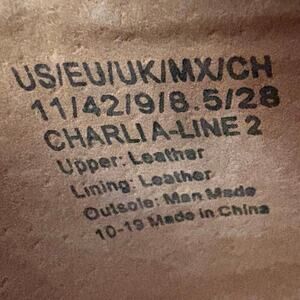 US/EU/UK/MX/CH
11/42/9/8.5/28
CHARLI A-LINE 2
Upper: Leather
Lining: Leather
Outsole: Man Made
10-19 Made in China